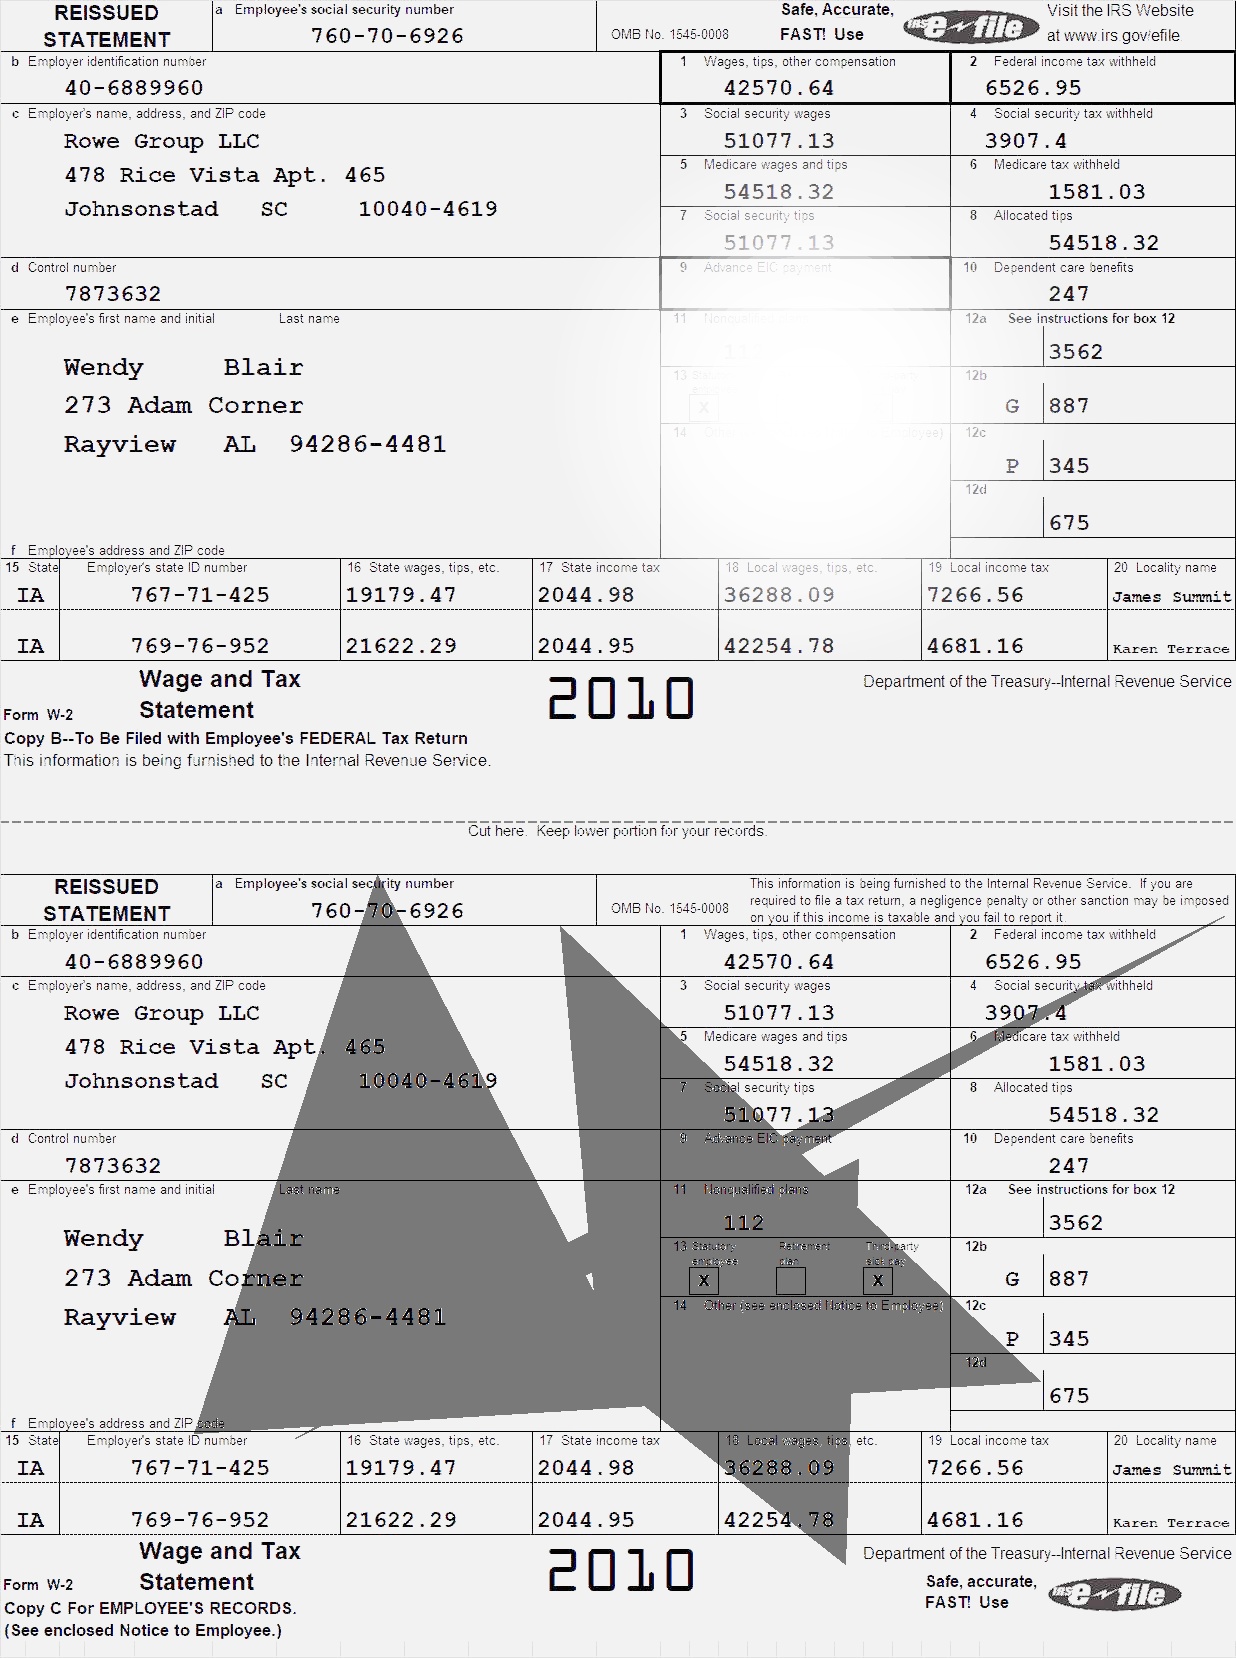 REISSUED STATEMENT
a Employee's social security number
760-70-6926
OMB No. 1545-0008
Safe, Accurate, FAST! Use
IRS e-file
Visit the IRS Website at www.irs.gov/efile
b Employer identification number
40-6889960
1 Wages, tips, other compensation
42570.64
2 Federal income tax withheld
6526.95
c Employer's name, address, and ZIP code
Rowe Group LLC
478 Rice Vista Apt. 465
Johnsonstad SC 10040-4619
3 Social security wages
51077.13
4 Social security tax withheld
3907.4
5 Medicare wages and tips
54518.32
6 Medicare tax withheld
1581.03
7 Social security tips
51077.13
8 Allocated tips
54518.32
d Control number
7873632
9 Advance EIC payment
10 Dependent care benefits
247
e Employee's first name and initial Last name
Wendy Blair
273 Adam Corner
Rayview AL 94286-4481
11
12a See instructions for box 12
3562
13
X
12b
G 887
14
12c
P 345
12d
675
f Employee's address and ZIP code
15 State Employer's state ID number 16 State wages, tips, etc. 17 State income tax 18 Local wages, tips, etc. 19 Local income tax 20 Locality name
IA 767-71-425 19179.47 2044.98 36288.09 7266.56 James Summit
IA 769-76-952 21622.29 2044.95 42254.78 4681.16 Karen Terrace
Form W-2 Wage and Tax Statement
2010
Department of the Treasury--Internal Revenue Service
Copy B--To Be Filed with Employee's FEDERAL Tax Return
This information is being furnished to the Internal Revenue Service.
Cut here. Keep lower portion for your records.
REISSUED STATEMENT
a Employee's social security number
760-70-6926
OMB No. 1545-0008
This information is being furnished to the Internal Revenue Service. If you are
required to file a tax return, a negligence penalty or other sanction may be imposed
on you if this income is taxable and you fail to report it.
b Employer identification number
40-6889960
1 Wages, tips, other compensation
42570.64
2 Federal income tax withheld
6526.95
c Employer's name, address, and ZIP code
Rowe Group LLC
478 Rice Vista Apt. 465
Johnsonstad SC 10040-4619
3 Social security wages
51077.13
4 Social security tax withheld
3907.4
5 Medicare wages and tips
54518.32
6 Medicare tax withheld
1581.03
7 Social security tips
51077.13
8 Allocated tips
54518.32
d Control number
7873632
9 Advance EIC payment
10 Dependent care benefits
247
e Employee's first name and initial Last name
Wendy Blair
273 Adam Corner
Rayview AL 94286-4481
11 Nonqualified plans
112
12a See instructions for box 12
3562
13 Statutory employee Retirement plan Third-party sick pay
X X
12b
G 887
14 Other (see enclosed Notice to Employee)
12c
P 345
12d
675
f Employee's address and ZIP code
15 State Employer's state ID number 16 State wages, tips, etc. 17 State income tax 18 Local wages, tips, etc. 19 Local income tax 20 Locality name
IA 767-71-425 19179.47 2044.98 36288.09 7266.56 James Summit
IA 769-76-952 21622.29 2044.95 42254.78 4681.16 Karen Terrace
Form W-2 Wage and Tax Statement
2010
Department of the Treasury--Internal Revenue Service
Safe, accurate, FAST! Use
IRS e-file
Copy C For EMPLOYEE'S RECORDS.
(See enclosed Notice to Employee.)